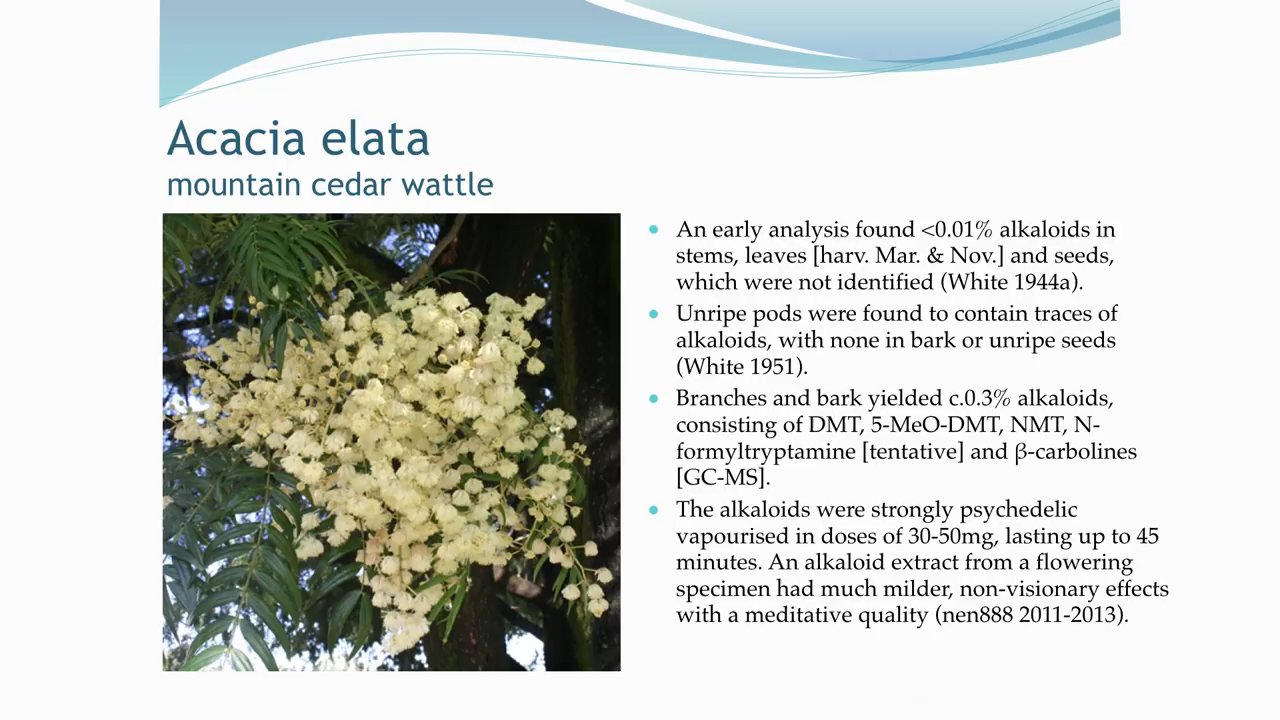 Acacia elata
mountain cedar wattle
• An early analysis found <0.01% alkaloids in
stems, leaves [harv. Mar. & Nov.] and seeds,
which were not identified (White 1944a).
• Unripe pods were found to contain traces of
alkaloids, with none in bark or unripe seeds
(White 1951).
• Branches and bark yielded c.0.3% alkaloids,
consisting of DMT, 5-MeO-DMT, NMT, N-
formyltryptamine [tentative] and β-carbolines
[GC-MS].
• The alkaloids were strongly psychedelic
vapourised in doses of 30-50mg, lasting up to 45
minutes. An alkaloid extract from a flowering
specimen had much milder, non-visionary effects
with a meditative quality (nen888 2011-2013).